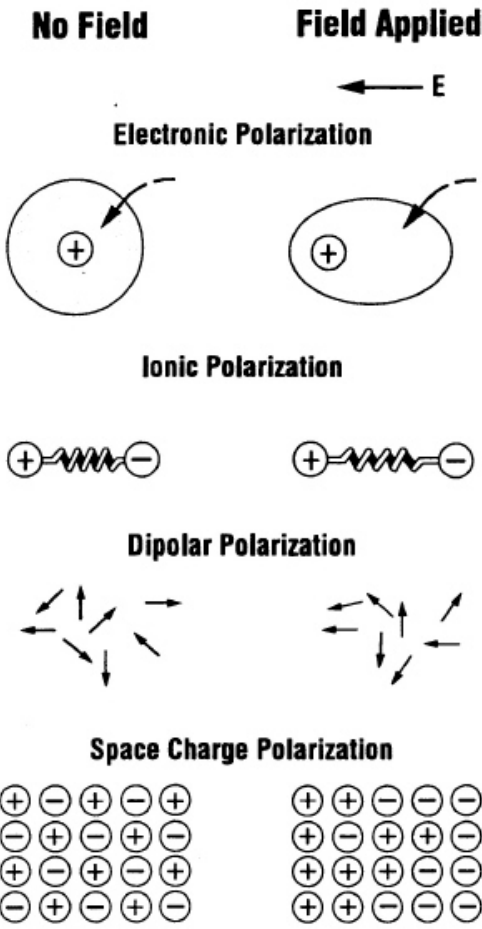 No Field Field Applied
E
Electronic Polarization
+ +
Ionic Polarization
+ − + −
Dipolar Polarization
Space Charge Polarization
+ − + − + + + − − −
− + − + − + − + + −
+ − + − + + + + − −
− + − + − + + − − −